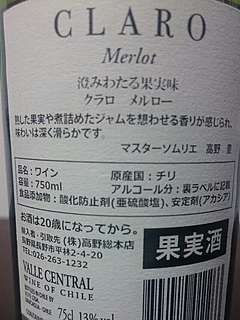 CLARO
Merlot
澄みわたる果実味
クラロ メルロー
熟した果実や煮詰めたジャムを想わせる香りが感じられ、
味わいは深く滑らかです。
マスターソムリエ 高野 豊
品名：ワイン 原産国：チリ
容量：750ml アルコール分：裏ラベルに記載
食品添加物：酸化防止剤(亜硫酸塩)、安定剤(アカシア)
お酒は20歳になってから。
輸入者・引取先 (株)高野総本店
長野県長野市平林2-4-20
TEL:026-263-1232
果実酒
VALLE CENTRAL
WINE OF CHILE
75cl 13%